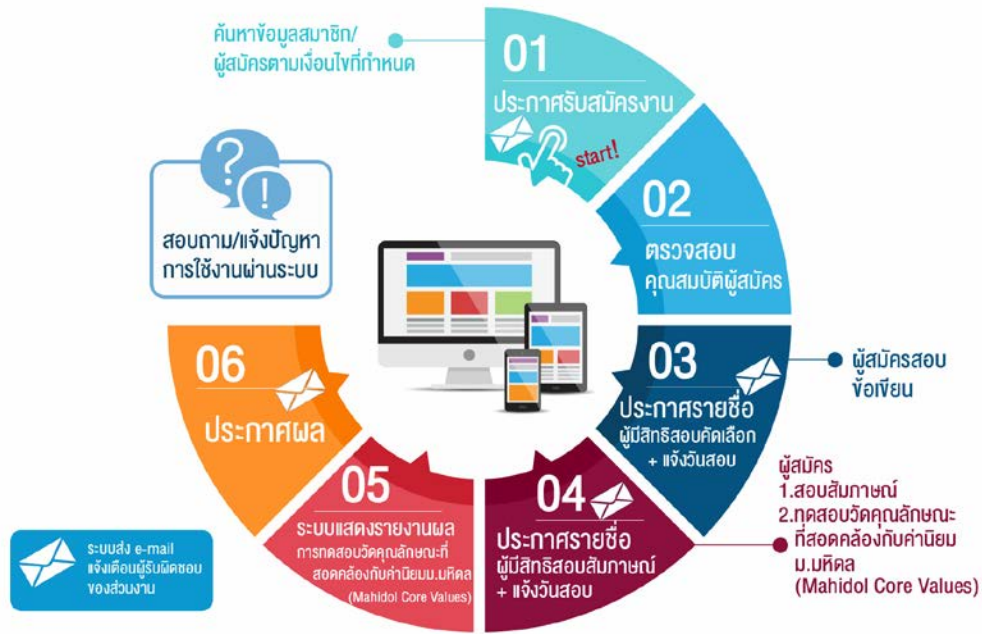 ค้นหาข้อมูลสมาชิก/
ผู้สมัครตามเงื่อนไขที่กำหนด
01
ประกาศรับสมัครงาน
start!
02
ตรวจสอบ
คุณสมบัติผู้สมัคร
สอบถาม/แจ้งปัญหา
การใช้งานผ่านระบบ
03
ประกาศรายชื่อ
ผู้มีสิทธิสอบคัดเลือก
+ แจ้งวันสอบ
ผู้สมัครสอบ
ข้อเขียน
04
ประกาศรายชื่อ
ผู้มีสิทธิสอบสัมภาษณ์
+ แจ้งวันสอบ
ผู้สมัคร
1.สอบสัมภาษณ์
2.ทดสอบวัดคุณลักษณะ
ที่สอดคล้องกับค่านิยม
ม.มหิดล
(Mahidol Core Values)
05
ระบบแสดงรายงานผล
การทดสอบวัดคุณลักษณะที่
สอดคล้องกับค่านิยมม.มหิดล
(Mahidol Core Values)
06
ประกาศผล
ระบบส่ง e-mail
แจ้งเตือนผู้รับผิดชอบ
ของส่วนงาน